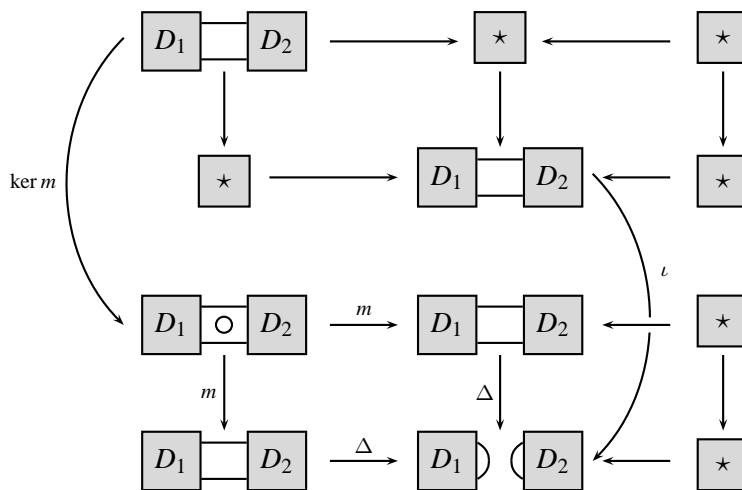 D₁ D₂ ⋆ ⋆
ker m
⋆ D₁ D₂ ⋆
ι
D₁ D₂ m D₁ D₂ ⋆
m Δ
D₁ D₂ Δ D₁ D₂ ⋆